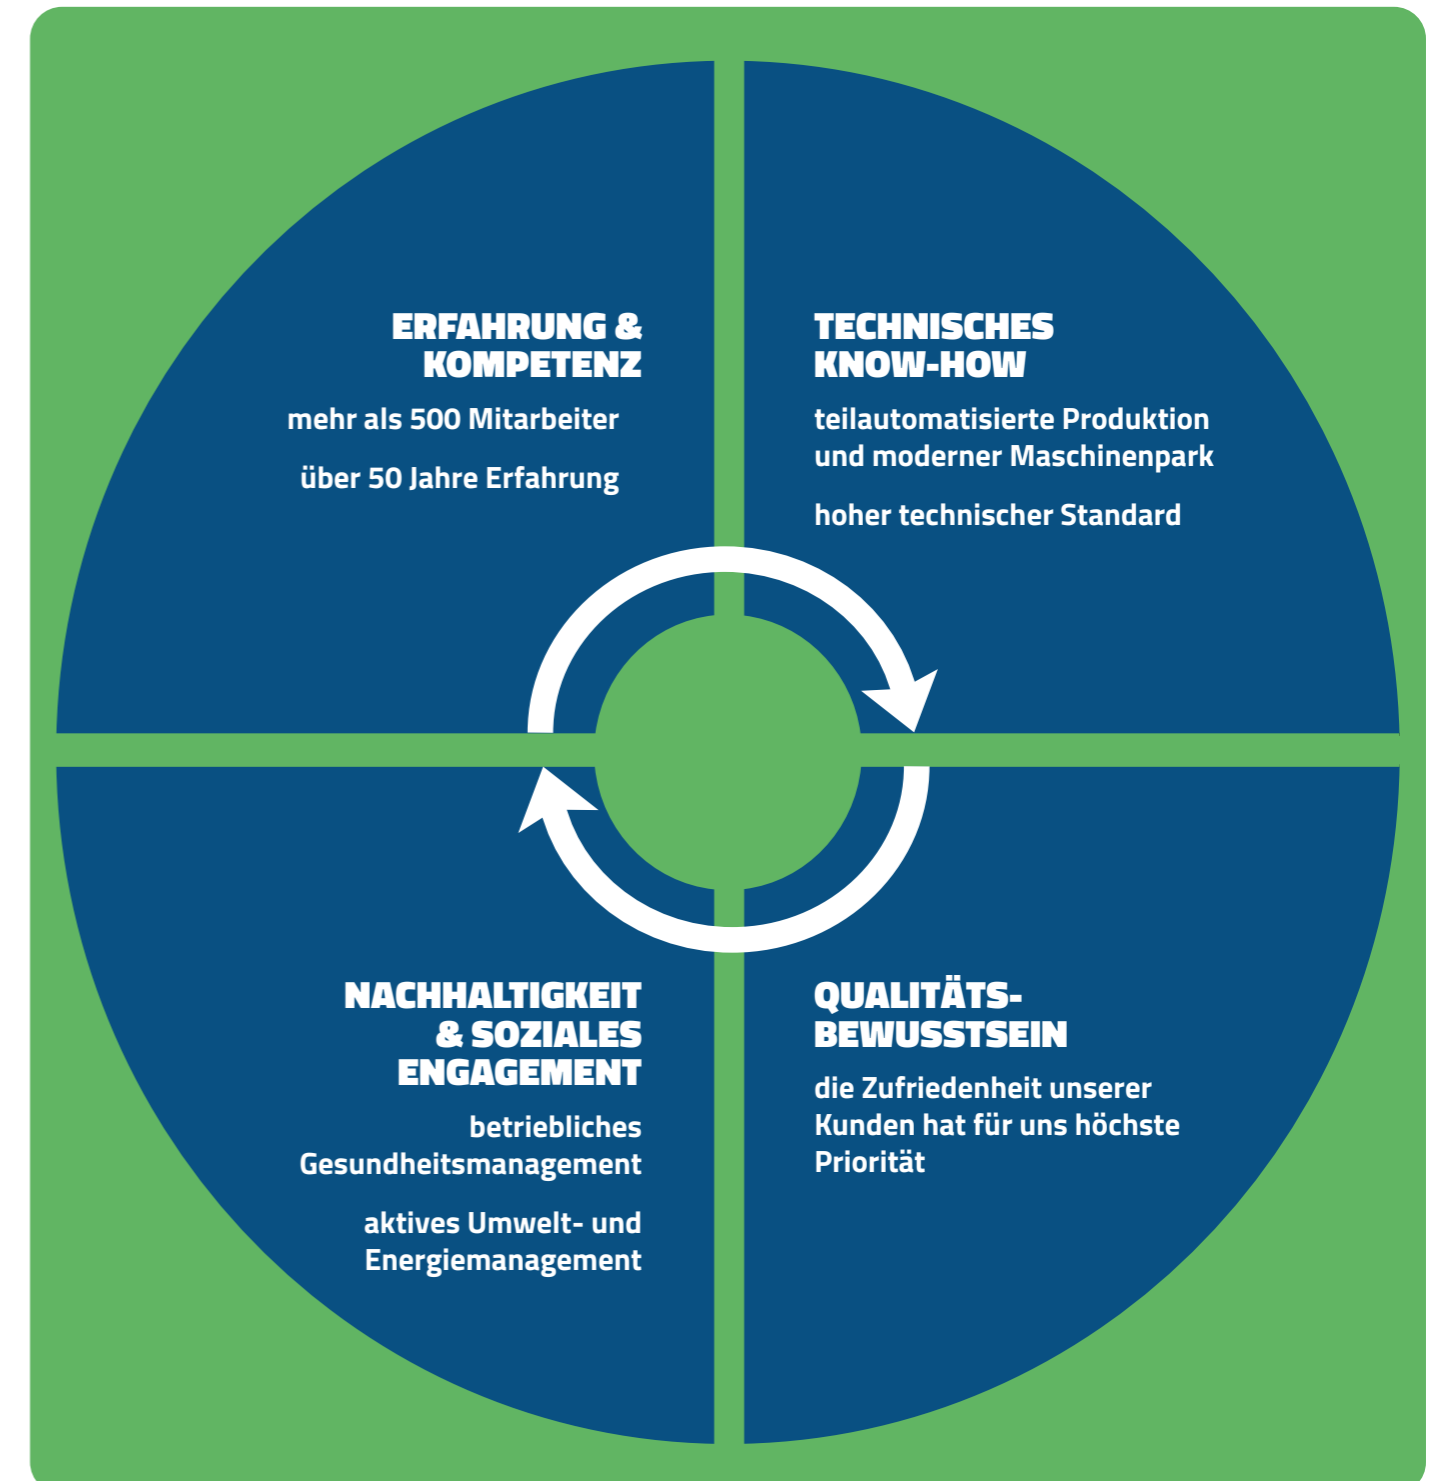 ERFAHRUNG &
KOMPETENZ
mehr als 500 Mitarbeiter
über 50 Jahre Erfahrung
TECHNISCHES
KNOW-HOW
teilautomatisierte Produktion
und moderner Maschinenpark
hoher technischer Standard
NACHHALTIGKEIT
& SOZIALES
ENGAGEMENT
betriebliches
Gesundheitsmanagement
aktives Umwelt- und
Energiemanagement
QUALITÄTS-
BEWUSSTSEIN
die Zufriedenheit unserer
Kunden hat für uns höchste
Priorität